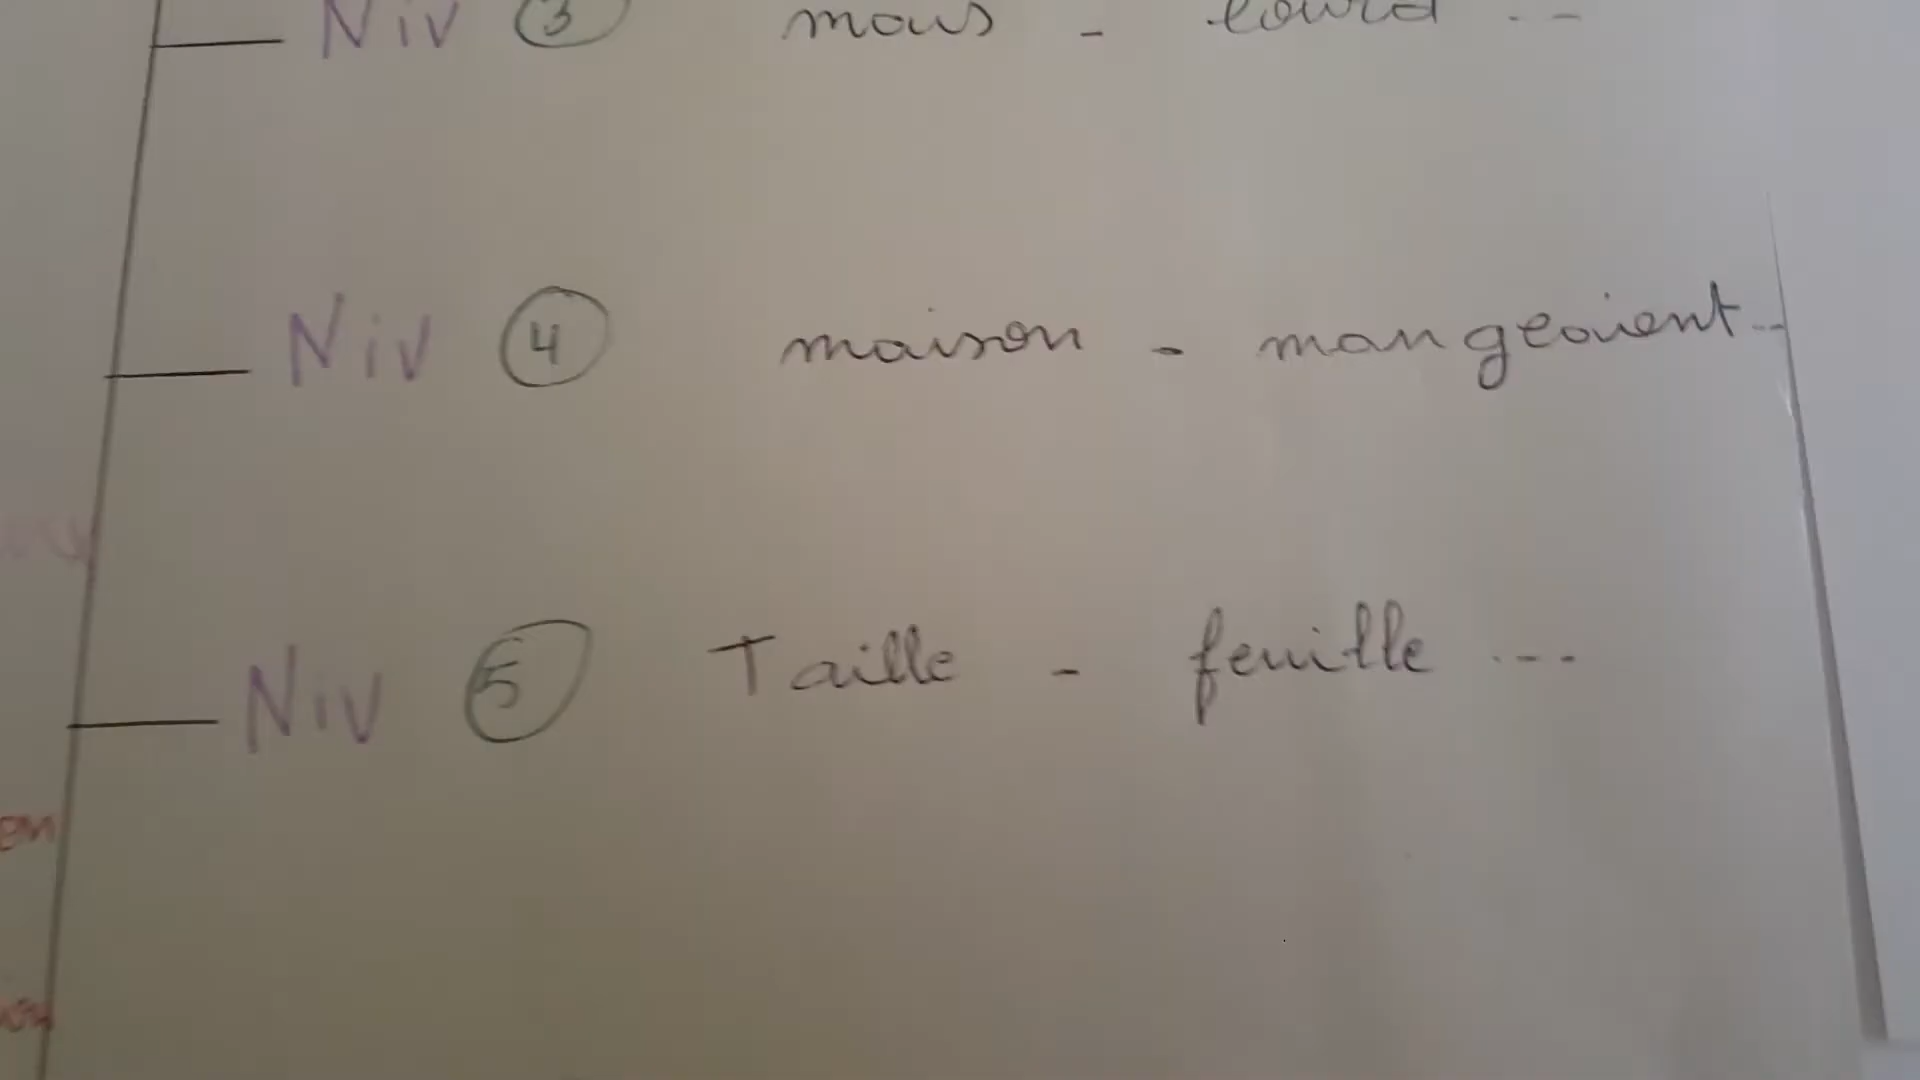 Niv 3 mous - lourd ..
Niv 4 maison - mangeaient..
Niv 5 Taille - feuille ...